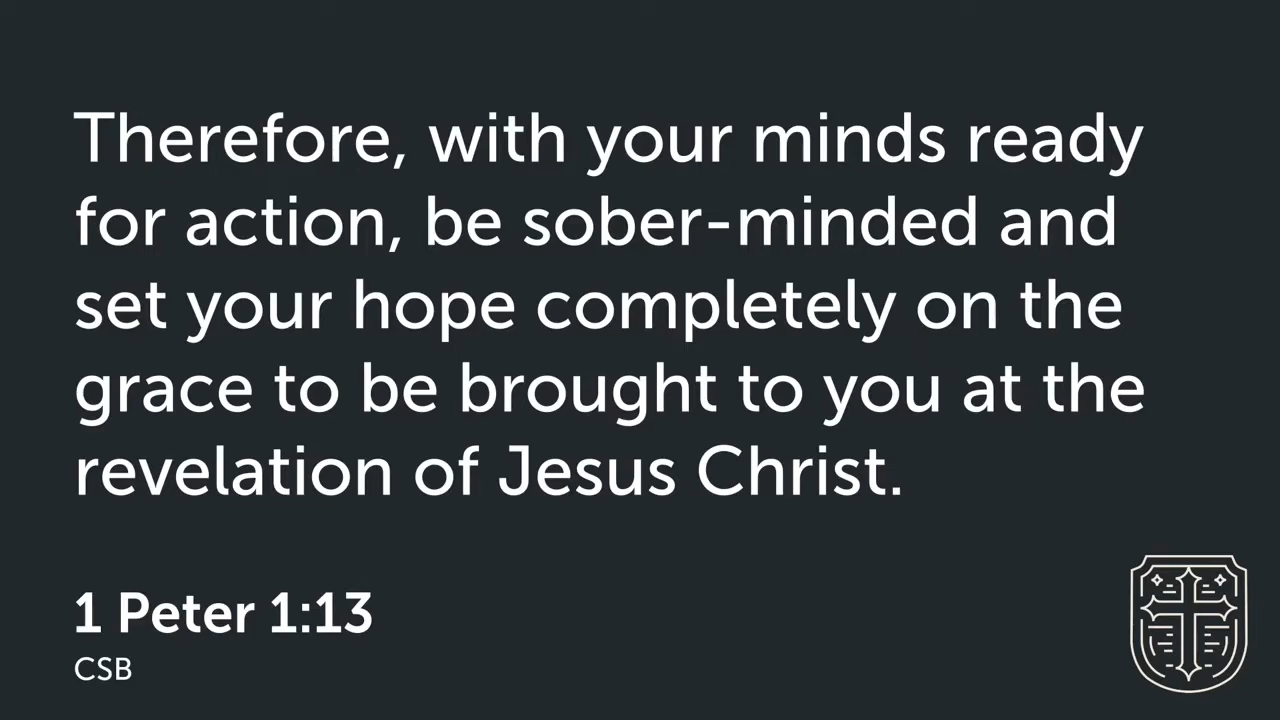 Therefore, with your minds ready
for action, be sober-minded and
set your hope completely on the
grace to be brought to you at the
revelation of Jesus Christ.
1 Peter 1:13
CSB